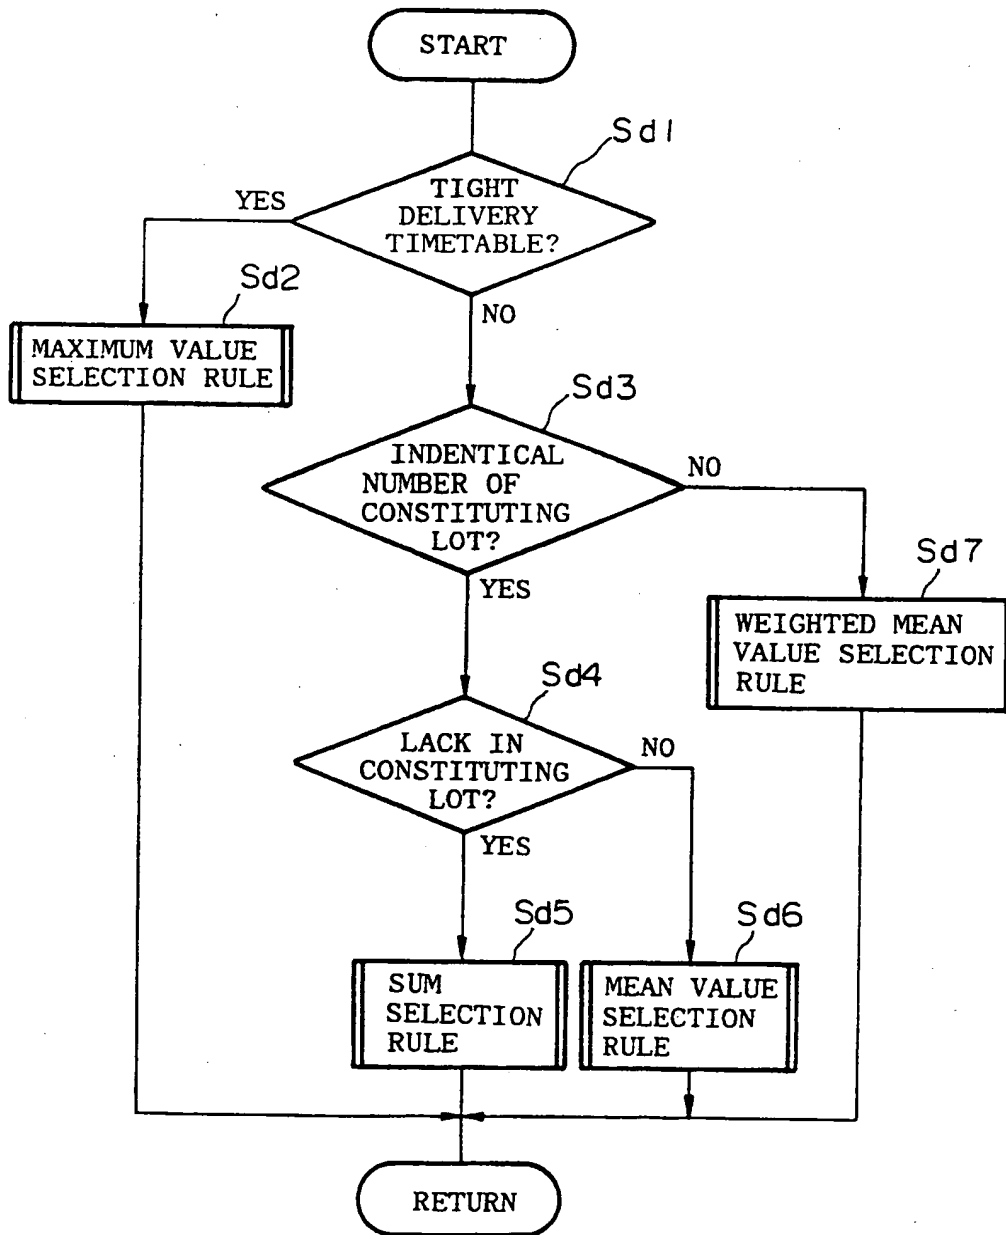 START
Sd1
TIGHT
DELIVERY
TIMETABLE?
YES
NO
Sd2
MAXIMUM VALUE
SELECTION RULE
Sd3
INDENTICAL
NUMBER OF
CONSTITUTING
LOT?
NO
YES
Sd7
WEIGHTED MEAN
VALUE SELECTION
RULE
Sd4
LACK IN
CONSTITUTING
LOT?
NO
YES
Sd5
SUM
SELECTION
RULE
Sd6
MEAN VALUE
SELECTION
RULE
RETURN